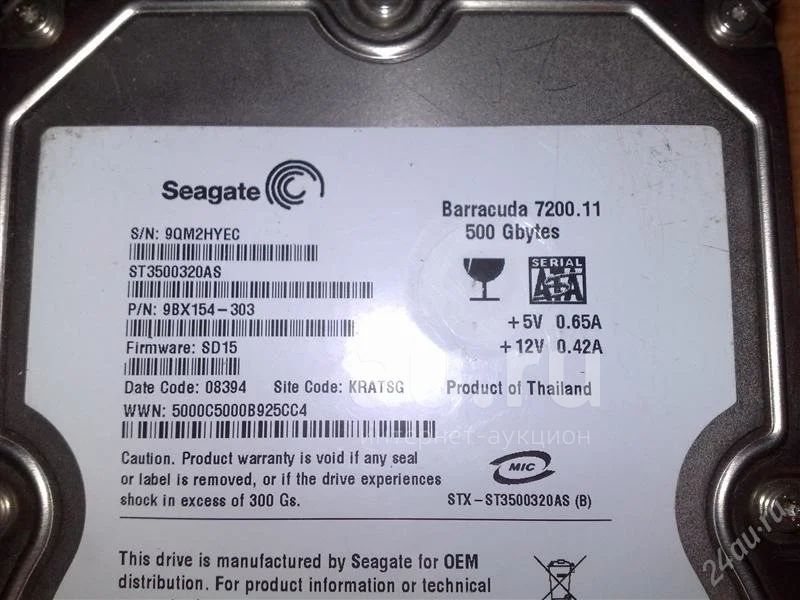 Seagate
Barracuda 7200.11
500 Gbytes
S/N: 9QM2HYEC
ST3500320AS
P/N: 9BX154-303
Firmware: SD15
SERIAL
ATA
+5V 0.65A
+12V 0.42A
Date Code: 08394 Site Code: KRATSG Product of Thailand
WWN: 5000C5000B925CC4
au.ru
интернет-аукцион
Caution. Product warranty is void if any seal
or label is removed, or if the drive experiences
shock in excess of 300 Gs.
MIC
STX-ST3500320AS (B)
This drive is manufactured by Seagate for OEM
distribution. For product information or technical
24au.ru